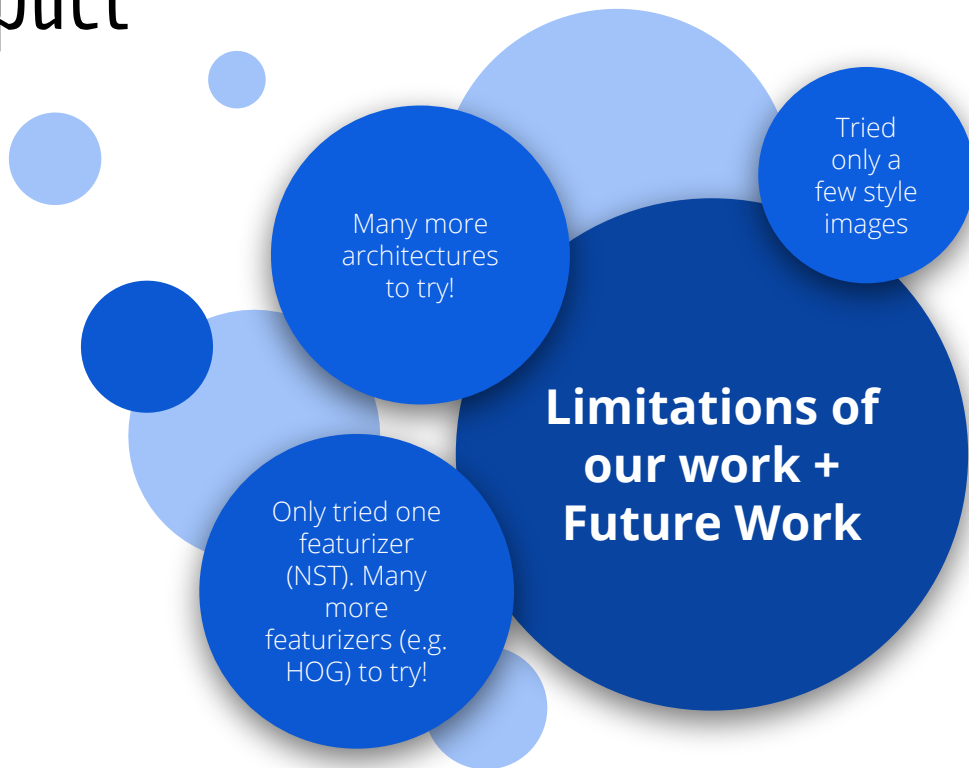 Tried
only a
few style
images
Many more
architectures
to try!
Limitations of
our work +
Future Work
Only tried one
featurizer
(NST). Many
more
featurizers (e.g.
HOG) to try!